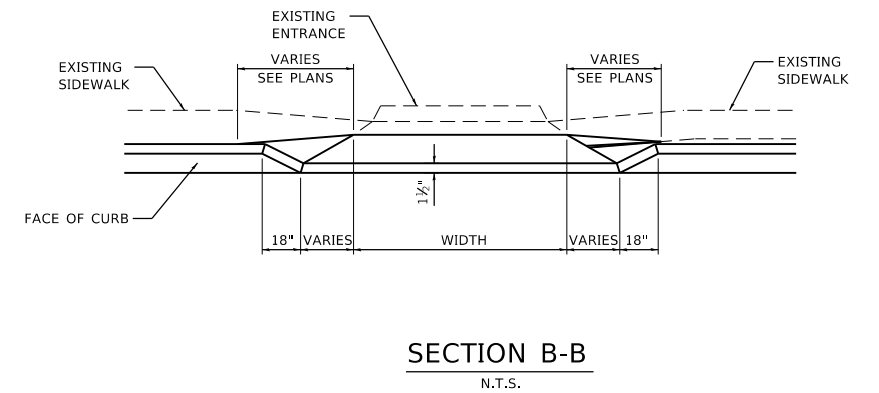 EXISTING
ENTRANCE
VARIES
SEE PLANS
VARIES
SEE PLANS
EXISTING
SIDEWALK
EXISTING
SIDEWALK
1½"
FACE OF CURB
18"
VARIES
WIDTH
VARIES
18"
SECTION B-B
N.T.S.